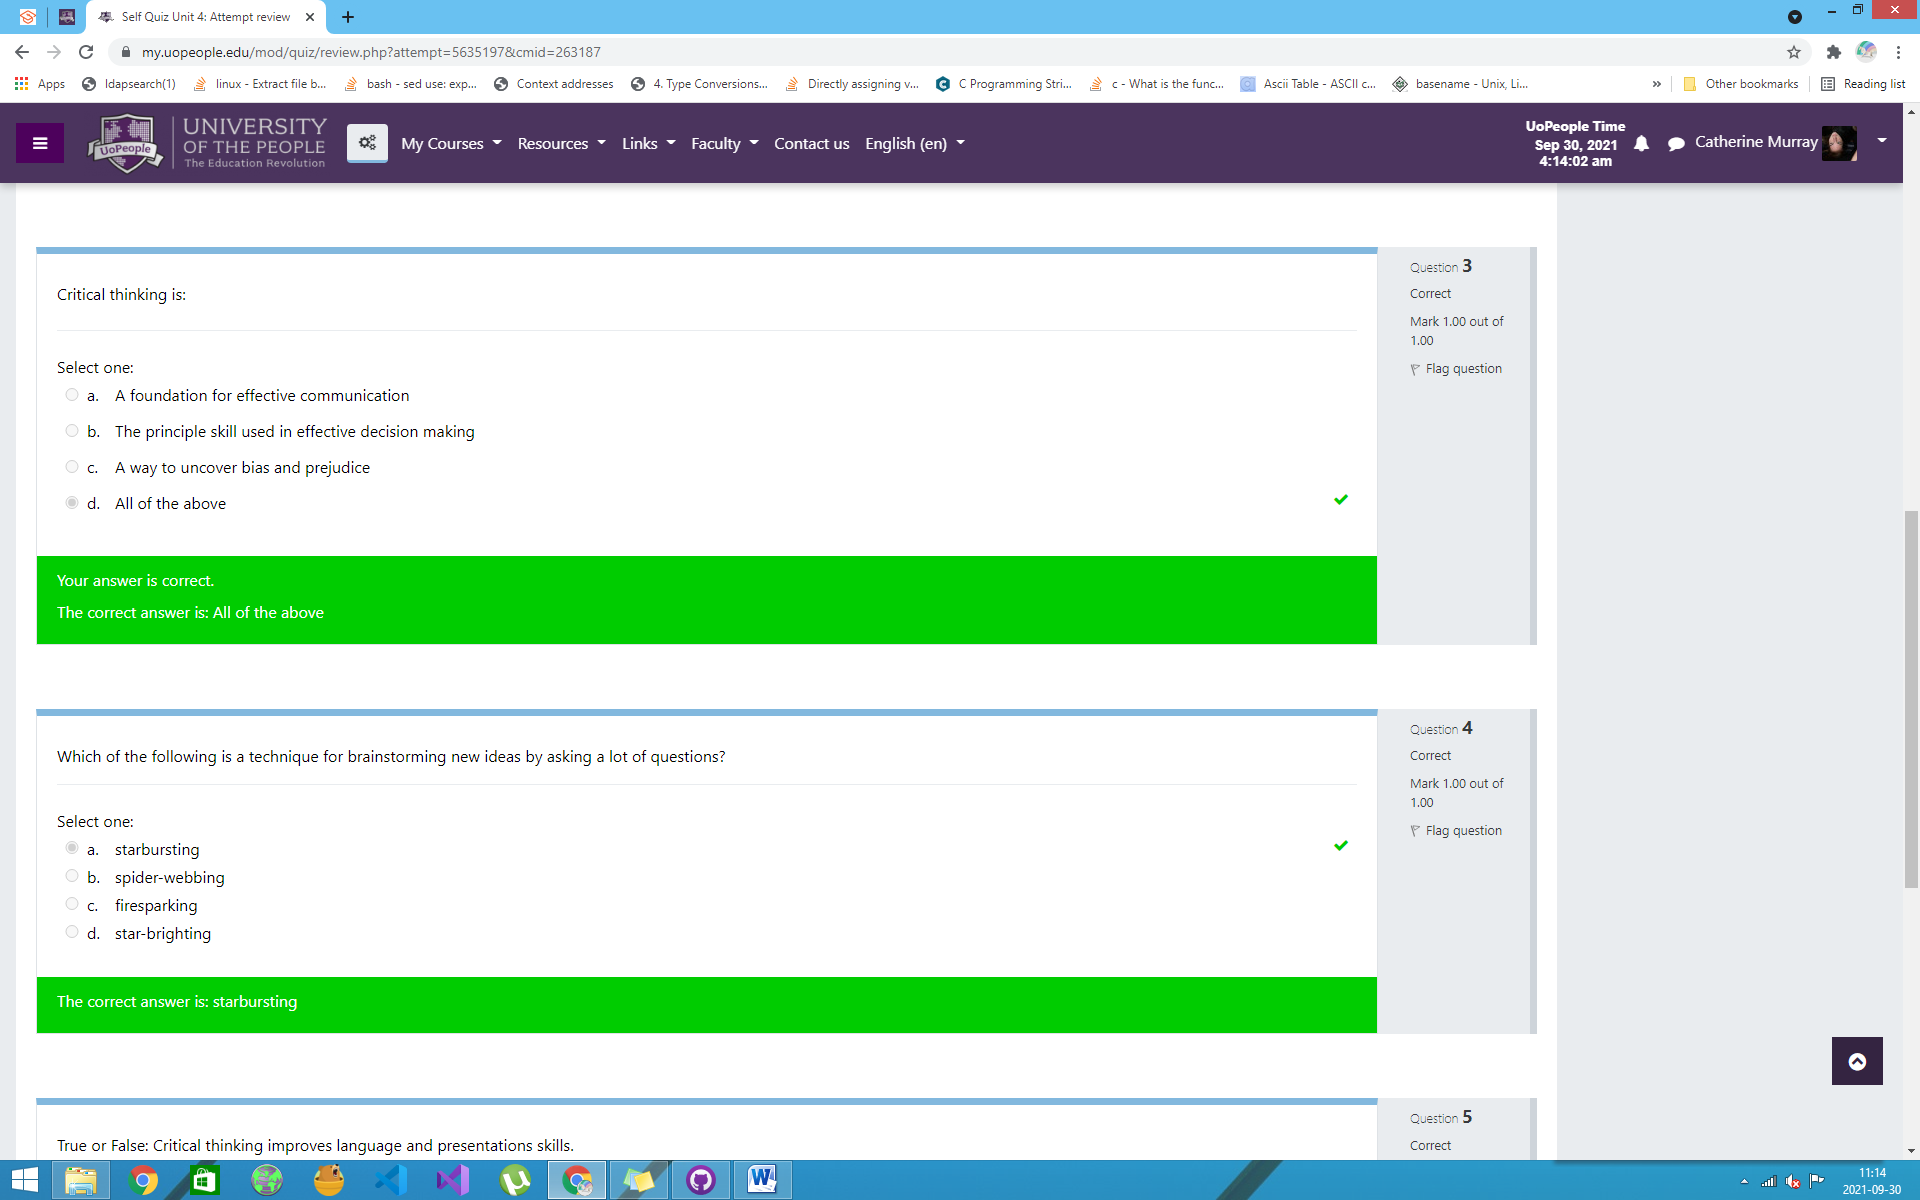 Self Quiz Unit 4: Attempt review
my.uopeople.edu/mod/quiz/review.php?attempt=5635197&cmid=263187
Apps ldapsearch(1) linux - Extract file b... bash - sed use: exp... Context addresses 4. Type Conversions... Directly assigning v... C Programming Stri... c - What is the func... Ascii Table - ASCII c... basename - Unix, Li... » Other bookmarks Reading list
UoPeople
UNIVERSITY
OF THE PEOPLE
The Education Revolution
My Courses Resources Links Faculty Contact us English (en)
UoPeople Time
Sep 30, 2021
4:14:02 am
Catherine Murray
Critical thinking is:
Select one:
a. A foundation for effective communication
b. The principle skill used in effective decision making
c. A way to uncover bias and prejudice
d. All of the above
Your answer is correct.
The correct answer is: All of the above
Question 3
Correct
Mark 1.00 out of
1.00
Flag question
Which of the following is a technique for brainstorming new ideas by asking a lot of questions?
Select one:
a. starbursting
b. spider-webbing
c. firesparking
d. star-brighting
The correct answer is: starbursting
Question 4
Correct
Mark 1.00 out of
1.00
Flag question
True or False: Critical thinking improves language and presentations skills.
Question 5
Correct
11:14
2021-09-30